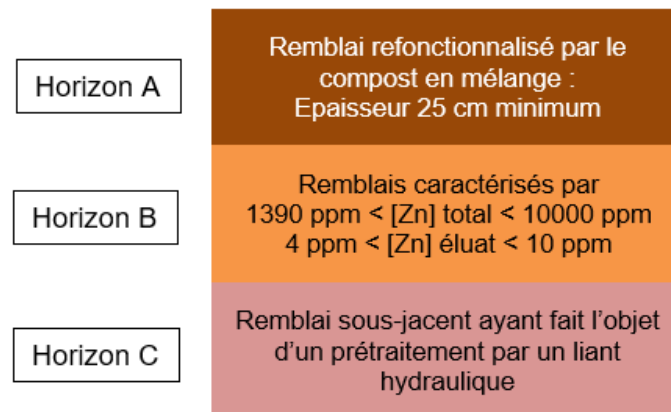 Horizon A
Remblai refonctionnalisé par le
compost en mélange :
Epaisseur 25 cm minimum
Horizon B
Remblais caractérisés par
1390 ppm < [Zn] total < 10000 ppm
4 ppm < [Zn] éluat < 10 ppm
Horizon C
Remblai sous-jacent ayant fait l’objet
d’un prétraitement par un liant
hydraulique